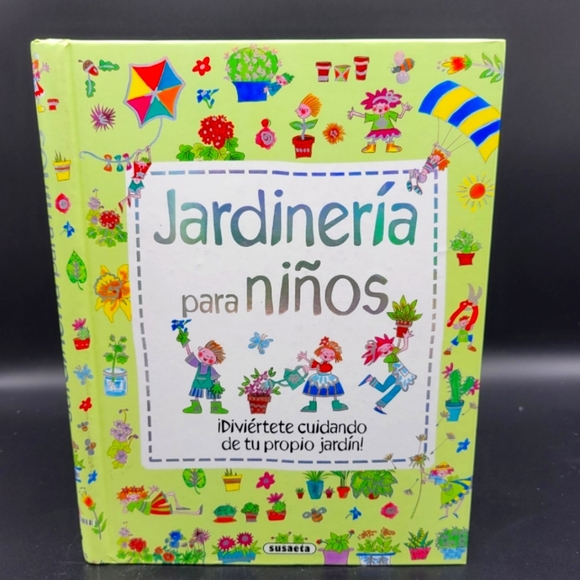 Jardinería
para niños
¡Diviértete cuidando
de tu propio jardín!
susaeta